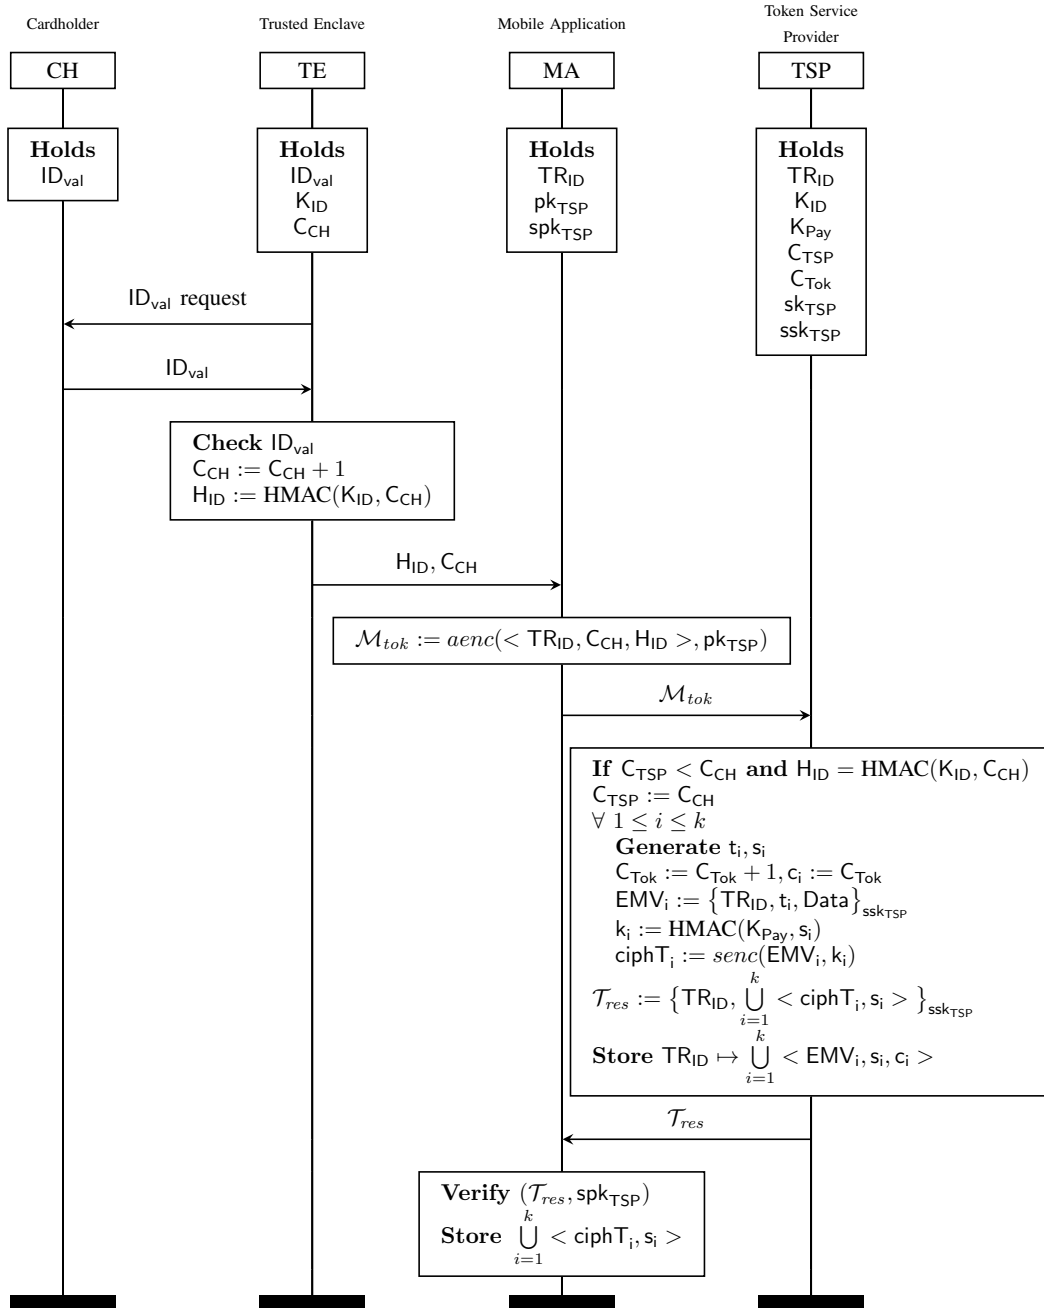 Cardholder
Trusted Enclave
Mobile Application
Token Service
Provider
CH
TE
MA
TSP
Holds
ID_val
Holds
ID_val
K_ID
C_CH
Holds
TR_ID
pk_TSP
spk_TSP
Holds
TR_ID
K_ID
K_Pay
C_TSP
C_Tok
sk_TSP
ssk_TSP
ID_val request
ID_val
Check ID_val
C_CH := C_CH + 1
H_ID := HMAC(K_ID, C_CH)
H_ID, C_CH
𝓜_tok := aenc(< TR_ID, C_CH, H_ID >, pk_TSP)
𝓜_tok
If C_TSP < C_CH and H_ID = HMAC(K_ID, C_CH)
C_TSP := C_CH
∀ 1 ≤ i ≤ k
Generate t_i, s_i
C_Tok := C_Tok + 1, c_i := C_Tok
EMV_i := {TR_ID, t_i, Data}_ssk_TSP
k_i := HMAC(K_Pay, s_i)
ciphT_i := senc(EMV_i, k_i)
𝓣_res := {TR_ID, ⋃_{i=1}^{k} < ciphT_i, s_i > }_ssk_TSP
Store TR_ID ↦ ⋃_{i=1}^{k} < EMV_i, s_i, c_i >
𝓣_res
Verify (𝓣_res, spk_TSP)
Store ⋃_{i=1}^{k} < ciphT_i, s_i >